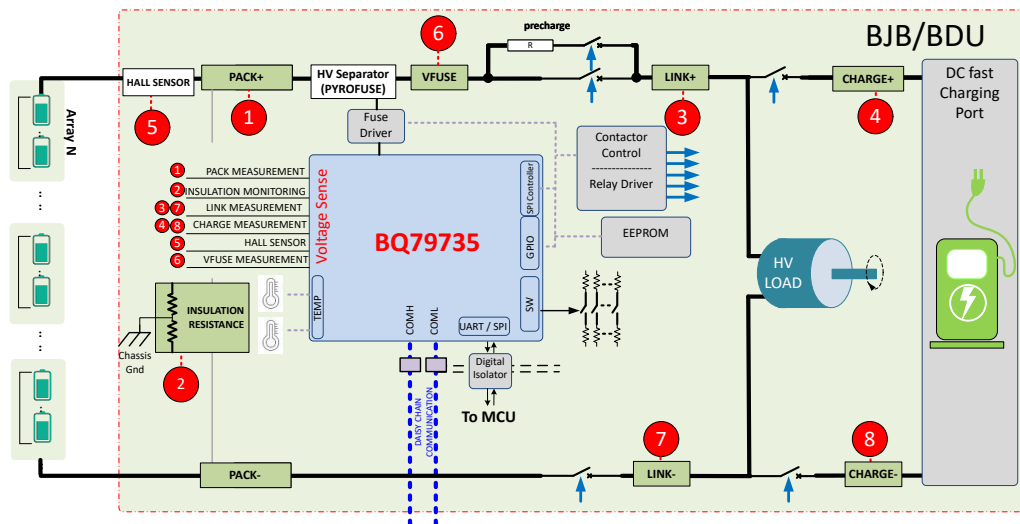 6
precharge
R
BJB/BDU
HALL SENSOR
PACK+
HV Separator
(PYROFUSE)
VFUSE
LINK+
CHARGE+
DC fast
Charging
Port
5
1
3
4
Array N
Fuse
Driver
Contactor
Control
Relay Driver
1 PACK MEASUREMENT
2 INSULATION MONITORING
3 7 LINK MEASUREMENT
4 8 CHARGE MEASUREMENT
5 HALL SENSOR
6 VFUSE MEASUREMENT
Voltage Sense
BQ79735
SPI Controller
GPIO
EEPROM
HV
LOAD
INSULATION
RESISTANCE
TEMP
SW
COMH
COML
UART / SPI
Chassis
Gnd
2
Digital
Isolator
To MCU
DAISY CHAIN
COMMUNICATION
7
8
PACK-
LINK-
CHARGE-